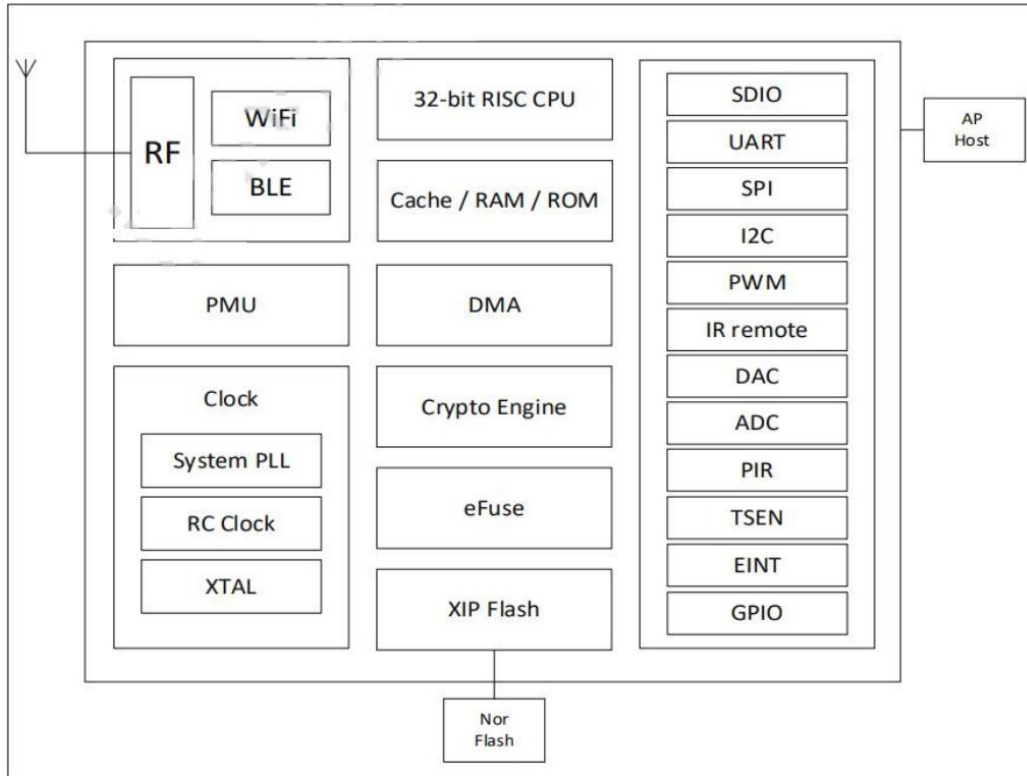 RF
WiFi
BLE
32-bit RISC CPU
Cache / RAM / ROM
PMU
DMA
Clock
System PLL
RC Clock
XTAL
Crypto Engine
eFuse
XIP Flash
SDIO
UART
SPI
I2C
PWM
IR remote
DAC
ADC
PIR
TSEN
EINT
GPIO
AP
Host
Nor
Flash